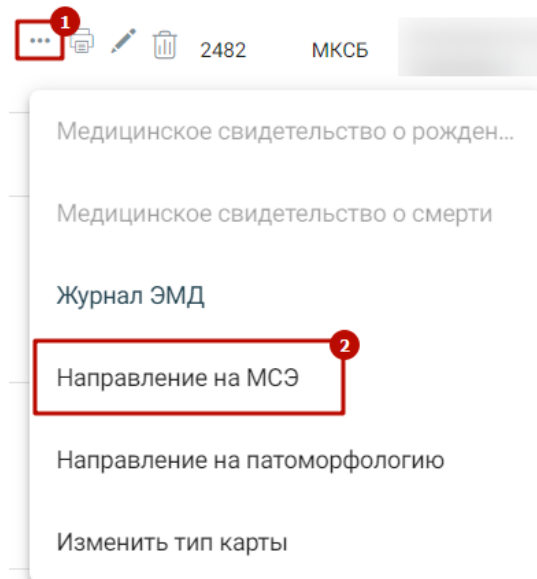 1
2482 МКСБ
Медицинское свидетельство о рожден...
Медицинское свидетельство о смерти
Журнал ЭМД
2
Направление на МСЭ
Направление на патоморфологию
Изменить тип карты